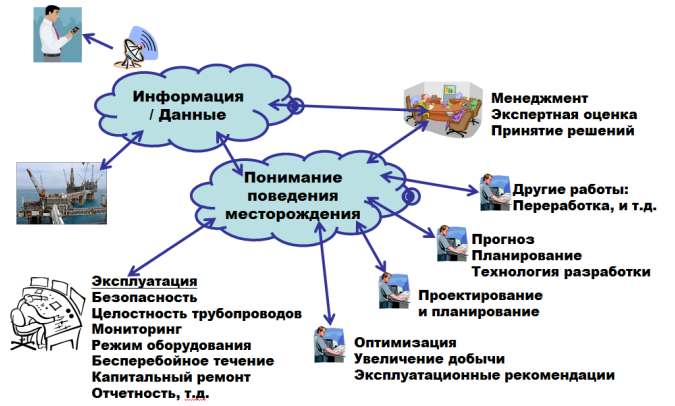 Информация
/ Данные
Менеджмент
Экспертная оценка
Принятие решений
Понимание
поведения
месторождения
Другие работы:
Переработка, и т.д.
Прогноз
Планирование
Технология разработки
Эксплуатация
Безопасность
Целостность трубопроводов
Мониторинг
Режим оборудования
Бесперебойное течение
Капитальный ремонт
Отчетность, т.д.
Проектирование
и планирование
Оптимизация
Увеличение добычи
Эксплуатационные рекомендации